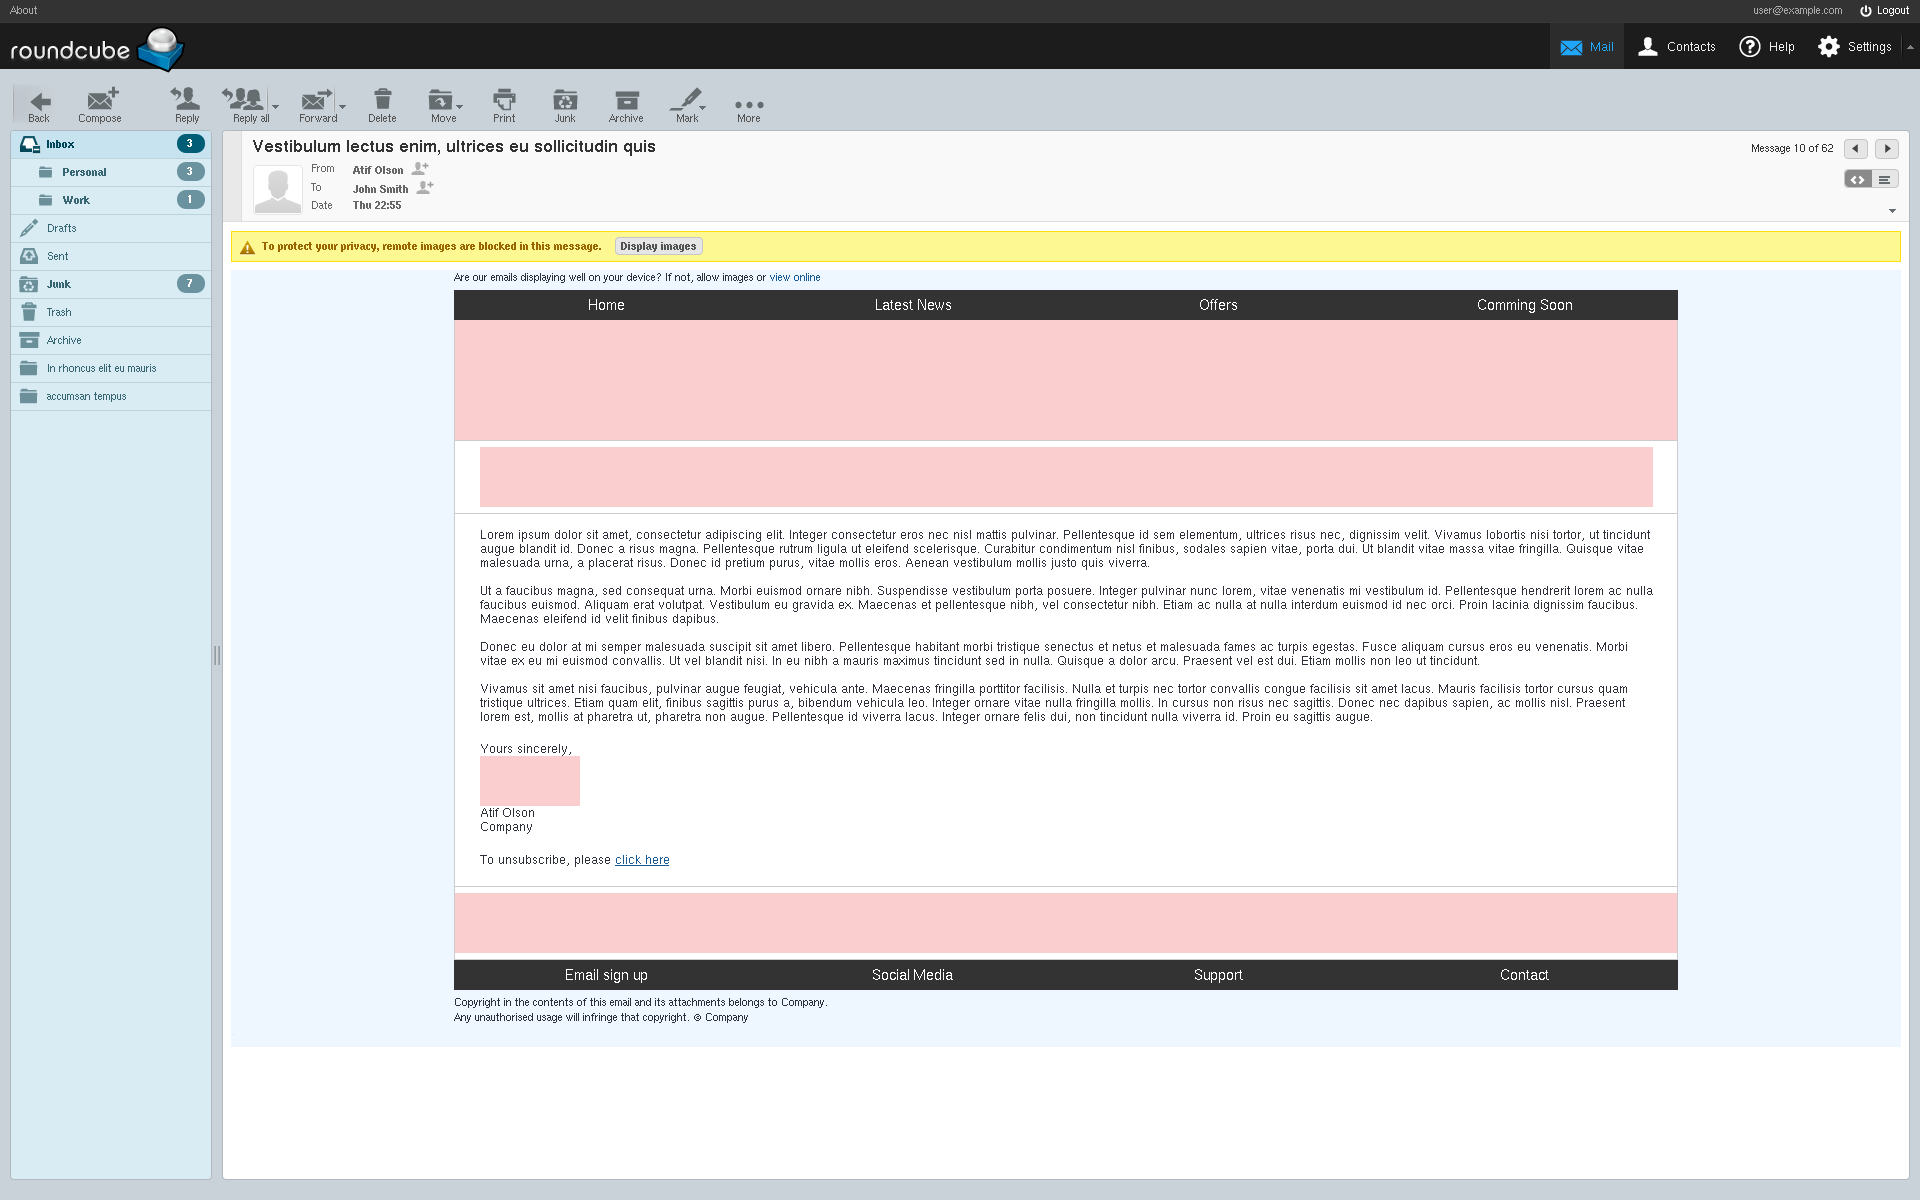 About
user@example.com Logout
roundcube
Mail Contacts Help Settings
Back Compose Reply Reply all Forward Delete Move Print Junk Archive Mark More
Inbox 3
Personal 3
Work 1
Drafts
Sent
Junk 7
Trash
Archive
In rhoncus elit eu mauris
accumsan tempus
Vestibulum lectus enim, ultrices eu sollicitudin quis
Message 10 of 62
From Atif Olson
To John Smith
Date Thu 22:55
To protect your privacy, remote images are blocked in this message. Display images
Are our emails displaying well on your device? If not, allow images or view online
Home Latest News Offers Comming Soon
Lorem ipsum dolor sit amet, consectetur adipiscing elit. Integer consectetur eros nec nisl mattis pulvinar. Pellentesque id sem elementum, ultrices risus nec, dignissim velit. Vivamus lobortis nisi tortor, ut tincidunt
augue blandit id. Donec a risus magna. Pellentesque rutrum ligula ut eleifend scelerisque. Curabitur condimentum nisl finibus, sodales sapien vitae, porta dui. Ut blandit vitae massa vitae fringilla. Quisque vitae
malesuada urna, a placerat risus. Donec id pretium purus, vitae mollis eros. Aenean vestibulum mollis justo quis viverra.
Ut a faucibus magna, sed consequat urna. Morbi euismod ornare nibh. Suspendisse vestibulum porta posuere. Integer pulvinar nunc lorem, vitae venenatis mi vestibulum id. Pellentesque hendrerit lorem ac nulla
faucibus euismod. Aliquam erat volutpat. Vestibulum eu gravida ex. Maecenas et pellentesque nibh, vel consectetur nibh. Etiam ac nulla at nulla interdum euismod id nec orci. Proin lacinia dignissim faucibus.
Maecenas eleifend id velit finibus dapibus.
Donec eu dolor at mi semper malesuada suscipit sit amet libero. Pellentesque habitant morbi tristique senectus et netus et malesuada fames ac turpis egestas. Fusce aliquam cursus eros eu venenatis. Morbi
vitae ex eu mi euismod convallis. Ut vel blandit nisi. In eu nibh a mauris maximus tincidunt sed in nulla. Quisque a dolor arcu. Praesent vel est dui. Etiam mollis non leo ut tincidunt.
Vivamus sit amet nisi faucibus, pulvinar augue feugiat, vehicula ante. Maecenas fringilla porttitor facilisis. Nulla et turpis nec tortor convallis congue facilisis sit amet lacus. Mauris facilisis tortor cursus quam
tristique ultrices. Etiam quam elit, finibus sagittis purus a, bibendum vehicula leo. Integer ornare vitae nulla fringilla mollis. In cursus non risus nec sagittis. Donec nec dapibus sapien, ac mollis nisl. Praesent
lorem est, mollis at pharetra ut, pharetra non augue. Pellentesque id viverra lacus. Integer ornare felis dui, non tincidunt nulla viverra id. Proin eu sagittis augue.
Yours sincerely,
Atif Olson
Company
To unsubscribe, please click here
Email sign up Social Media Support Contact
Copyright in the contents of this email and its attachments belongs to Company.
Any unauthorised usage will infringe that copyright. © Company